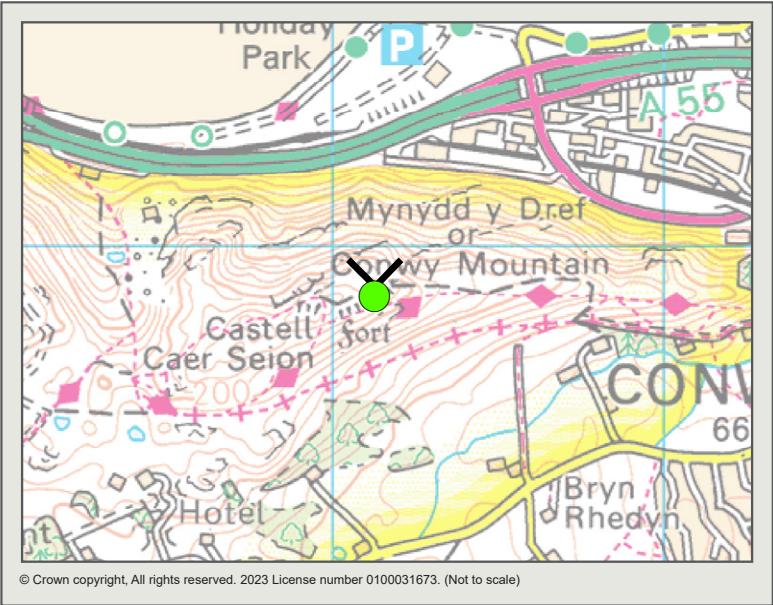 Holiday
Park
P
A 55
Mynydd y Dref
or
Conwy Mountain
Castell
fort
Caer Seion
CONW
66
Bryn
Rhedyn
Hotel
nt
© Crown copyright, All rights reserved. 2023 License number 0100031673. (Not to scale)